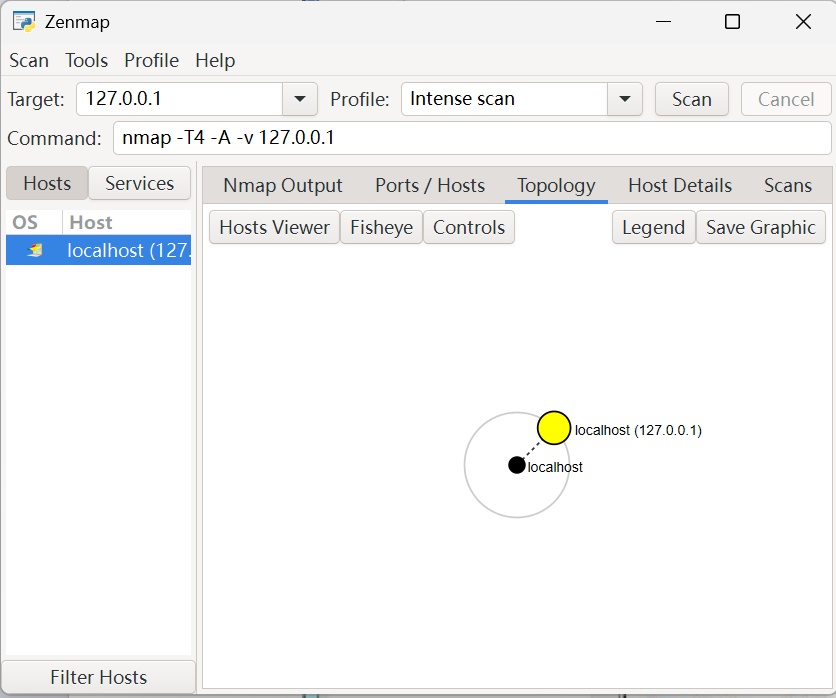 Zenmap
Scan Tools Profile Help
Target: 127.0.0.1 Profile: Intense scan Scan Cancel
Command: nmap -T4 -A -v 127.0.0.1
Hosts Services Nmap Output Ports / Hosts Topology Host Details Scans
OS Host Hosts Viewer Fisheye Controls Legend Save Graphic
localhost (127.
localhost (127.0.0.1)
localhost
Filter Hosts